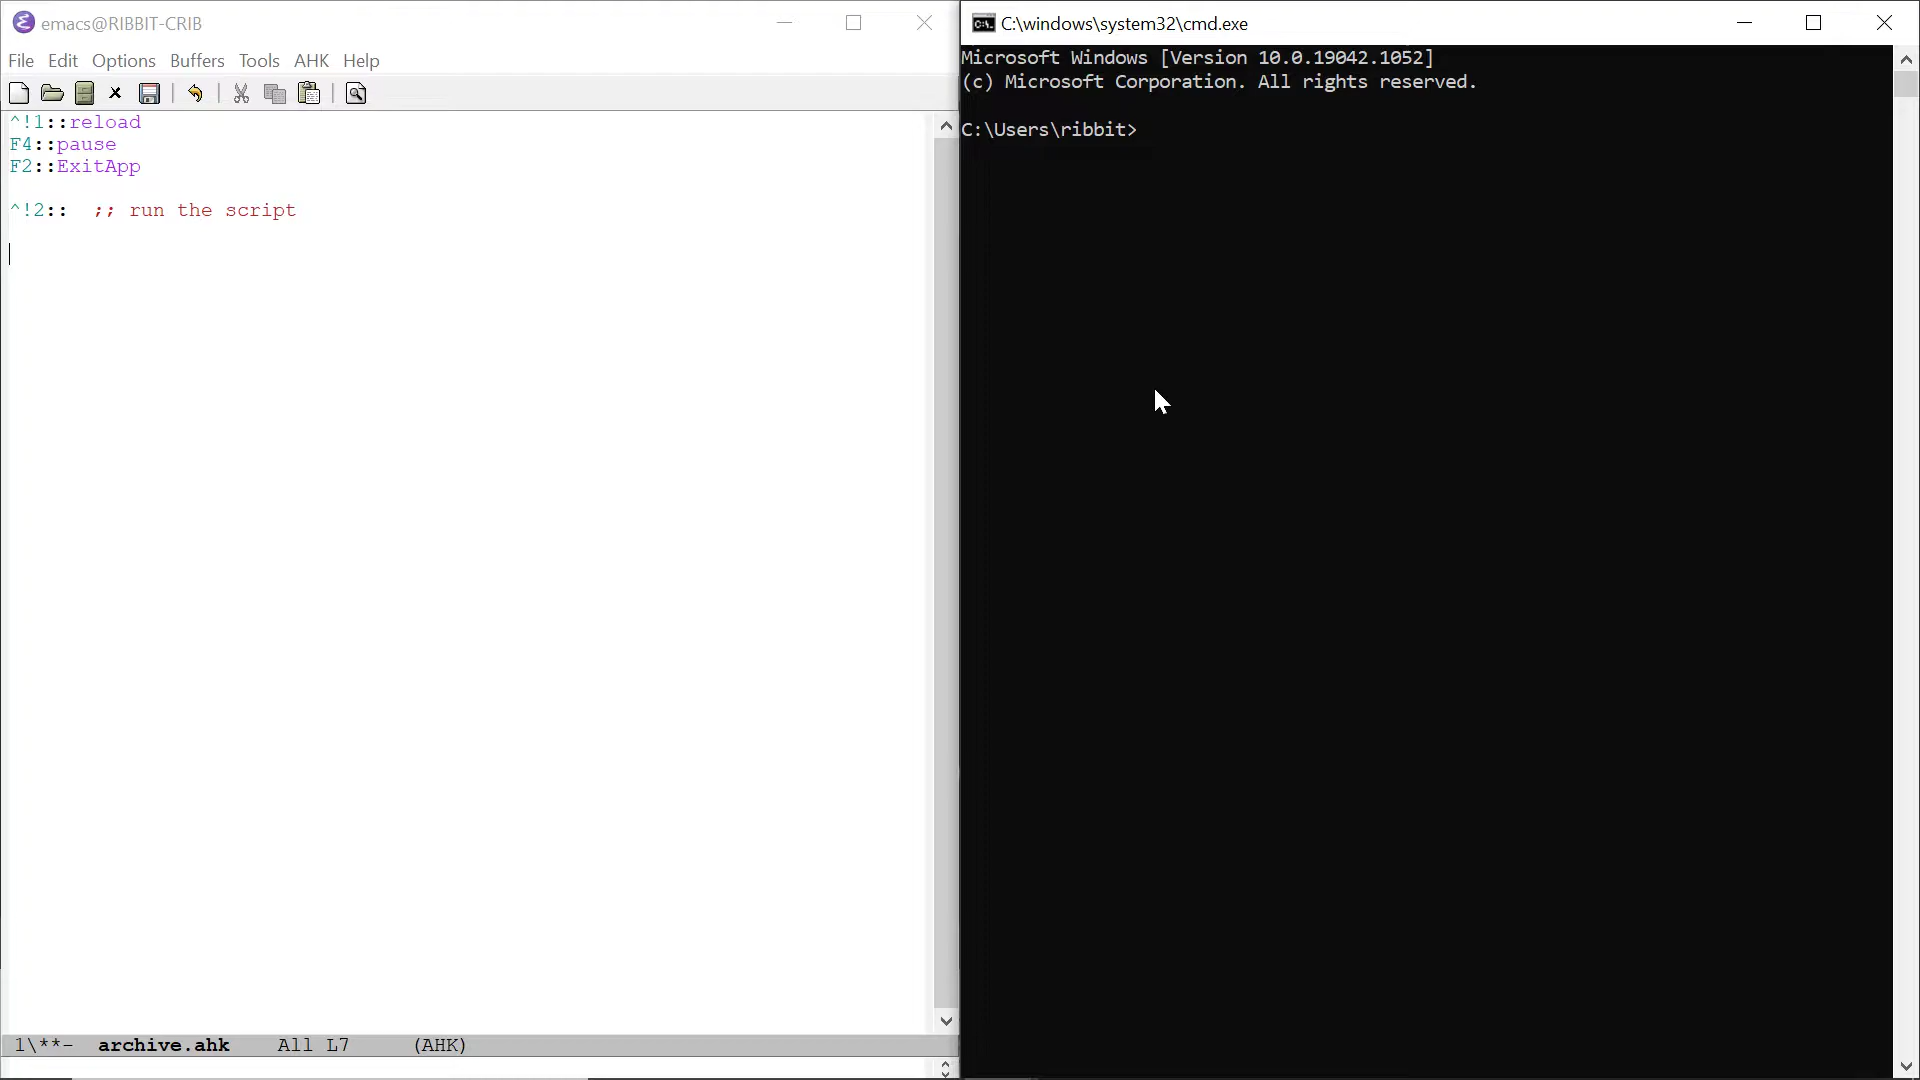 emacs@RIBBIT-CRIB
File Edit Options Buffers Tools AHK Help
^!1::reload
F4::pause
F2::ExitApp
^!2::  ;; run the script
1\**-  archive.ahk    All L7     (AHK)
C:\windows\system32\cmd.exe
Microsoft Windows [Version 10.0.19042.1052]
(c) Microsoft Corporation. All rights reserved.
C:\Users\ribbit>